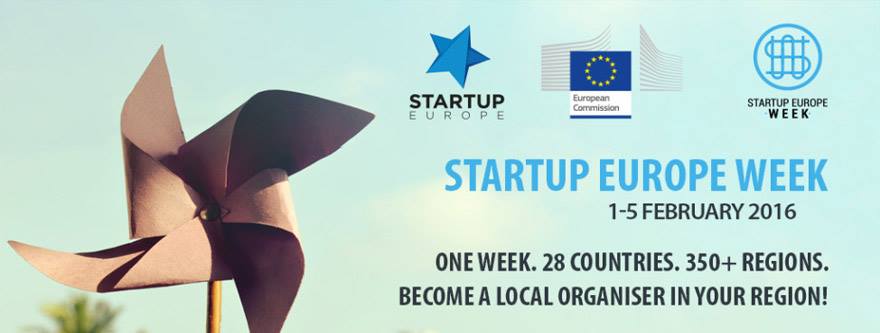 STARTUP
EUROPE
European
Commission
STARTUP EUROPE
WEEK
STARTUP EUROPE WEEK
1-5 FEBRUARY 2016
ONE WEEK. 28 COUNTRIES. 350+ REGIONS.
BECOME A LOCAL ORGANISER IN YOUR REGION!